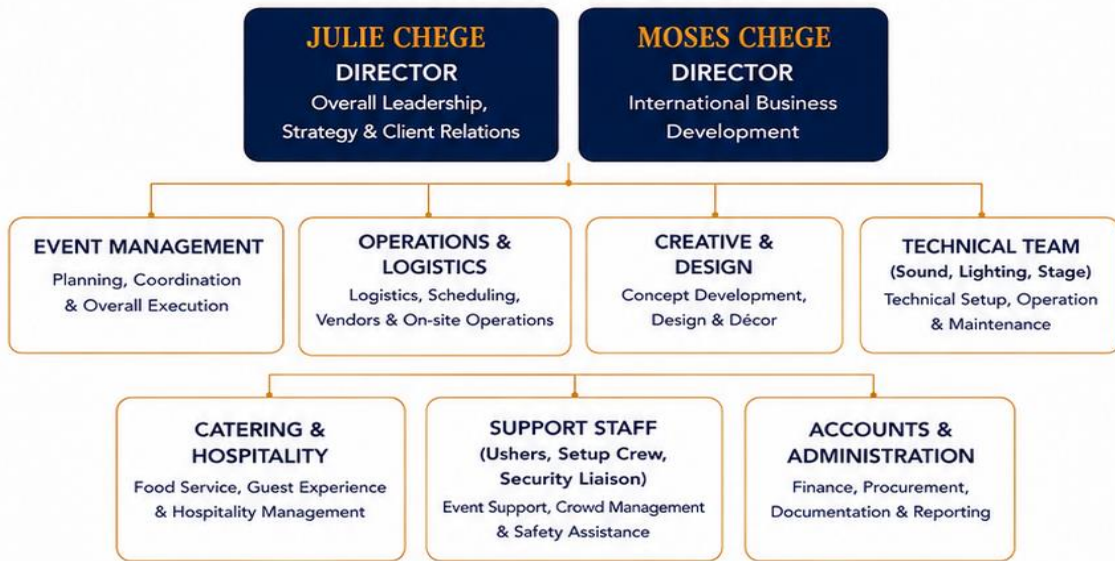 JULIE CHEGE
DIRECTOR
Overall Leadership,
Strategy & Client Relations
MOSES CHEGE
DIRECTOR
International Business
Development
EVENT MANAGEMENT
Planning, Coordination
& Overall Execution
OPERATIONS &
LOGISTICS
Logistics, Scheduling,
Vendors & On-site Operations
CREATIVE &
DESIGN
Concept Development,
Design & Décor
TECHNICAL TEAM
(Sound, Lighting, Stage)
Technical Setup, Operation
& Maintenance
CATERING &
HOSPITALITY
Food Service, Guest Experience
& Hospitality Management
SUPPORT STAFF
(Ushers, Setup Crew,
Security Liaison)
Event Support, Crowd Management
& Safety Assistance
ACCOUNTS &
ADMINISTRATION
Finance, Procurement,
Documentation & Reporting